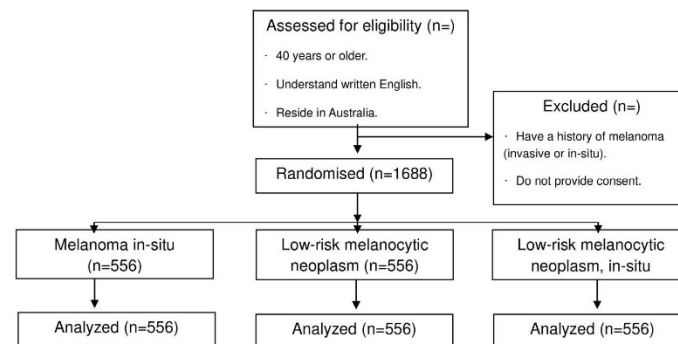 Assessed for eligibility (n=)
· 40 years or older.
· Understand written English.
· Reside in Australia.
Excluded (n=)
· Have a history of melanoma
(invasive or in-situ).
· Do not provide consent.
Randomised (n=1688)
Melanoma in-situ
(n=556)
Low-risk melanocytic
neoplasm (n=556)
Low-risk melanocytic
neoplasm, in-situ
Analyzed (n=556)
Analyzed (n=556)
Analyzed (n=556)